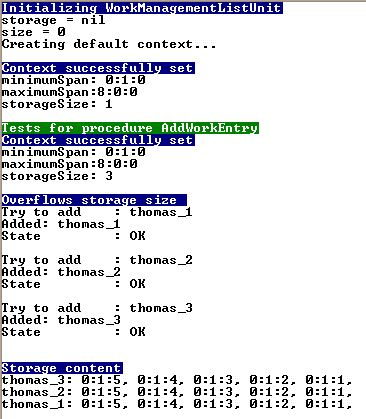 Initializing WorkManagementListUnit
storage = nil
size = 0
Creating default context...
Context successfully set
minimumSpan: 0:1:0
maximumSpan:8:0:0
storageSize: 1
Tests for procedure AddWorkEntry
Context successfully set
minimumSpan: 0:1:0
maximumSpan:8:0:0
storageSize: 3
Overflows storage size
Try to add    : thomas_1
Added: thomas_1
State         : OK
Try to add    : thomas_2
Added: thomas_2
State         : OK
Try to add    : thomas_3
Added: thomas_3
State         : OK
Storage content
thomas_3: 0:1:5, 0:1:4, 0:1:3, 0:1:2, 0:1:1,
thomas_2: 0:1:5, 0:1:4, 0:1:3, 0:1:2, 0:1:1,
thomas_1: 0:1:5, 0:1:4, 0:1:3, 0:1:2, 0:1:1,